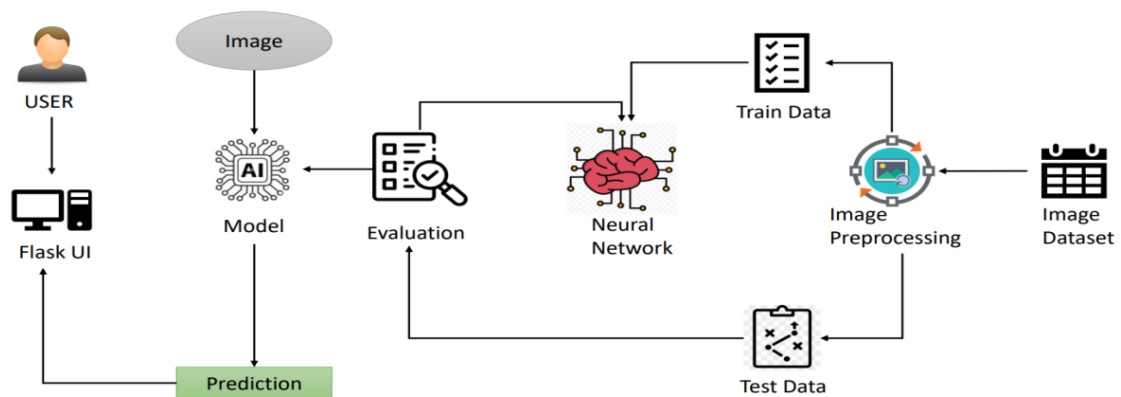 Image
USER
Train Data
AI
Flask UI
Model
Evaluation
Neural
Network
Image
Preprocessing
Image
Dataset
Prediction
Test Data